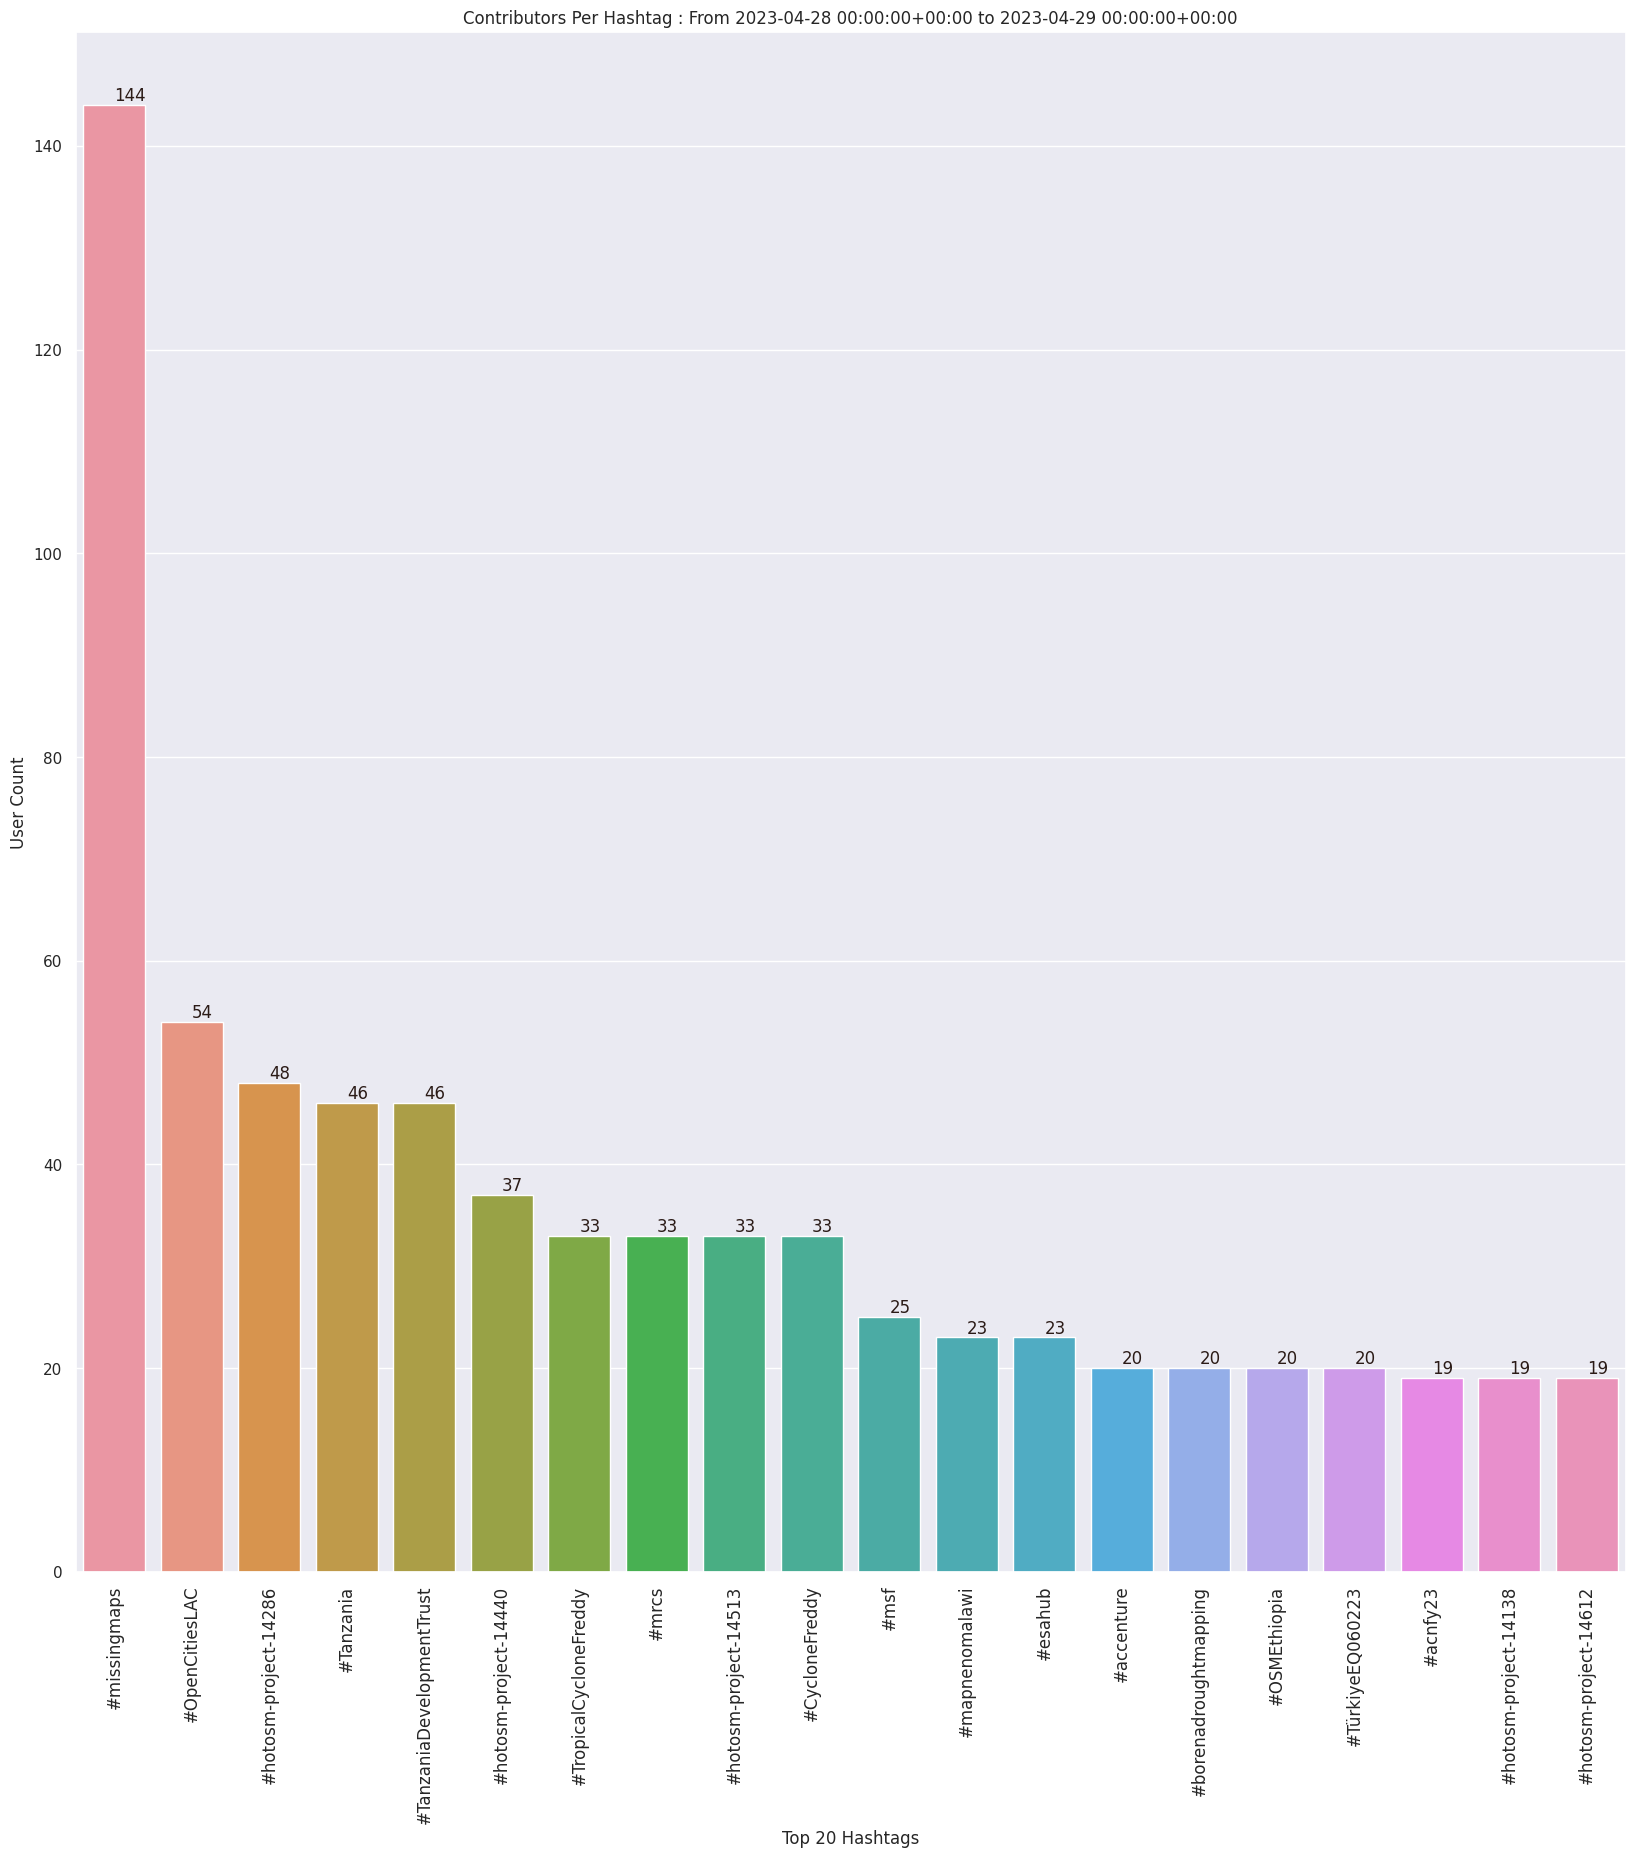 Contributors Per Hashtag : From 2023-04-28 00:00:00+00:00 to 2023-04-29 00:00:00+00:00
User Count
140
120
100
80
60
40
20
0
144
54
48
46
46
37
33
33
33
33
25
23
23
20
20
20
20
19
19
19
#missingmaps
#OpenCitiesLAC
#hotosm-project-14286
#Tanzania
#TanzaniaDevelopmentTrust
#hotosm-project-14440
#TropicalCycloneFreddy
#mrcs
#hotosm-project-14513
#CycloneFreddy
#msf
#mapnenomalawi
#esahub
#accenture
#borenadroughtmapping
#OSMEthiopia
#TürkiyeEQ060223
#acnfy23
#hotosm-project-14138
#hotosm-project-14612
Top 20 Hashtags